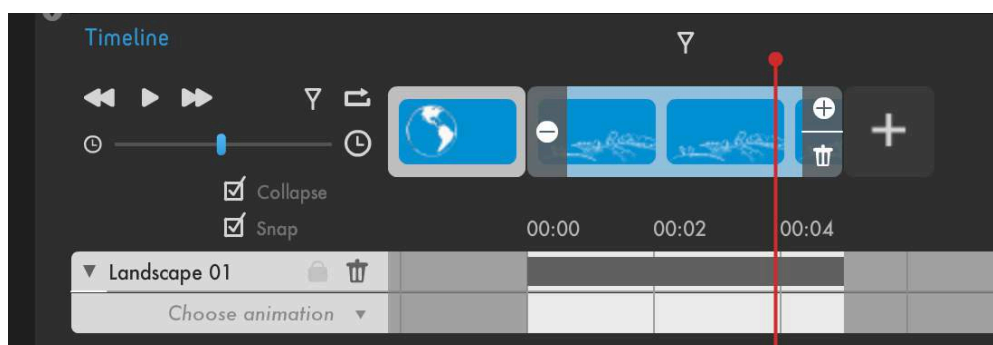 Timeline
Collapse
Snap
00:00 00:02 00:04
Landscape 01
Choose animation